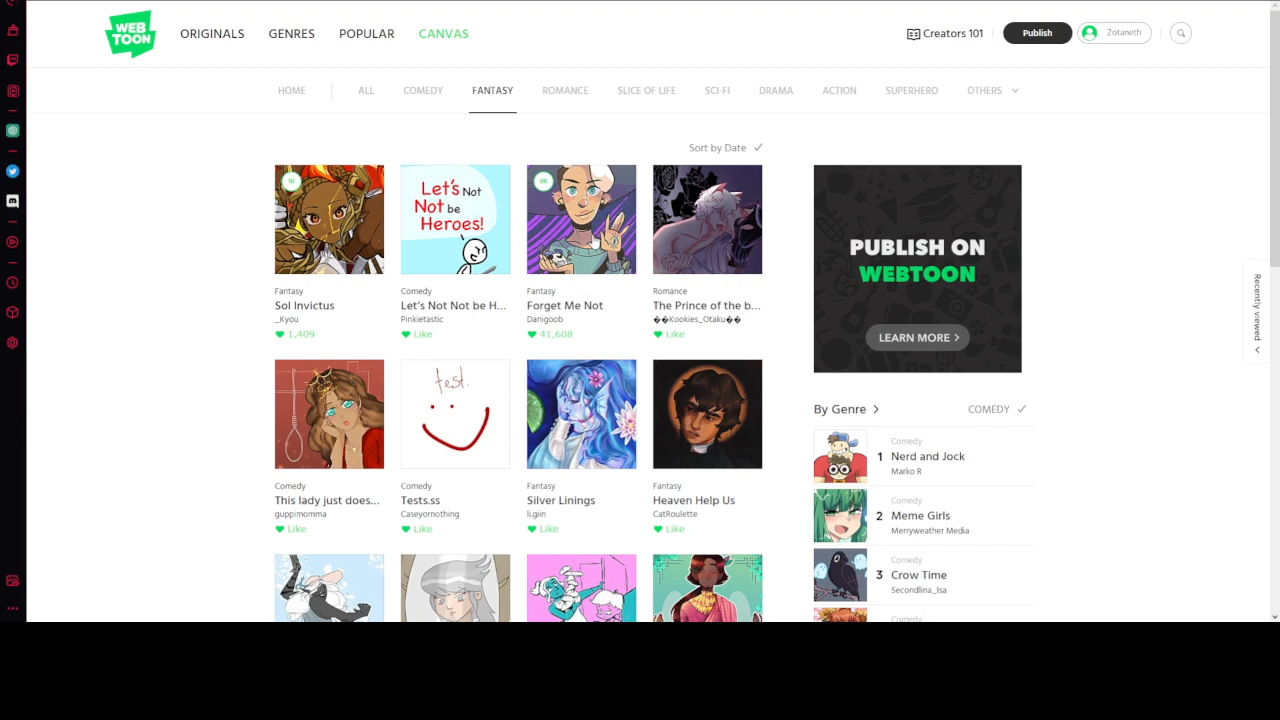 WEB
TOON
ORIGINALS
GENRES
POPULAR
CANVAS
Creators 101
Publish
Zotaneth
HOME
ALL
COMEDY
FANTASY
ROMANCE
SLICE OF LIFE
SCI-FI
DRAMA
ACTION
SUPERHERO
OTHERS
Sort by Date
Let's Not
Not be
Heroes!
Fantasy
Sol Invictus
_Kyou
1,409
Comedy
Let's Not Not be H...
Pinkietastic
Like
Fantasy
Forget Me Not
Danigoob
41,608
Romance
The Prince of the b...
��Kookies_Otaku��
Like
test.
Comedy
This lady just does...
guppimomma
Like
Comedy
Tests.ss
Caseyornothing
Like
Fantasy
Silver Linings
li.giin
Like
Fantasy
Heaven Help Us
CatRoulette
Like
PUBLISH ON
WEBTOON
LEARN MORE >
Recently viewed
By Genre
COMEDY
Comedy
1 Nerd and Jock
Marko R
Comedy
2 Meme Girls
Merryweather Media
Comedy
3 Crow Time
Secondlina_Isa
Comedy